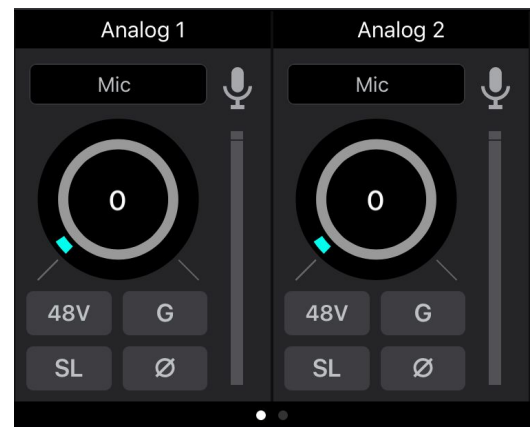 Analog 1 Analog 2
Mic Mic
0 0
48V G 48V G
SL Ø SL Ø